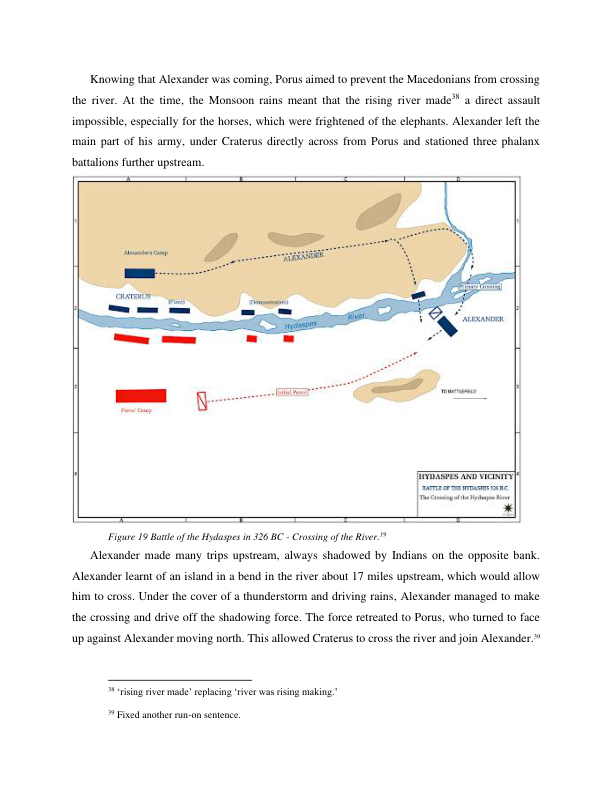 Knowing that Alexander was coming, Porus aimed to prevent the Macedonians from crossing
the river. At the time, the Monsoon rains meant that the rising river made38 a direct assault
impossible, especially for the horses, which were frightened of the elephants. Alexander left the
main part of his army, under Craterus directly across from Porus and stationed three phalanx
battalions further upstream.
A B C D
1 1
Alexander's Camp
ALEXANDER
CRATERUS
(Fixen)
(Demonstration)
Primary Crossing
2 2
Hydaspes River
ALEXANDER
3 3
Initial Patrol
TO BATTLEFIELD
Porus' Camp
4 4
HYDASPES AND VICINITY
BATTLE OF THE HYDASPES 326 B.C.
The Crossing of the Hydaspes River
A B C D
Figure 19 Battle of the Hydaspes in 326 BC - Crossing of the River.19
Alexander made many trips upstream, always shadowed by Indians on the opposite bank.
Alexander learnt of an island in a bend in the river about 17 miles upstream, which would allow
him to cross. Under the cover of a thunderstorm and driving rains, Alexander managed to make
the crossing and drive off the shadowing force. The force retreated to Porus, who turned to face
up against Alexander moving north. This allowed Craterus to cross the river and join Alexander.39
38 ‘rising river made’ replacing ‘river was rising making.’
39 Fixed another run-on sentence.